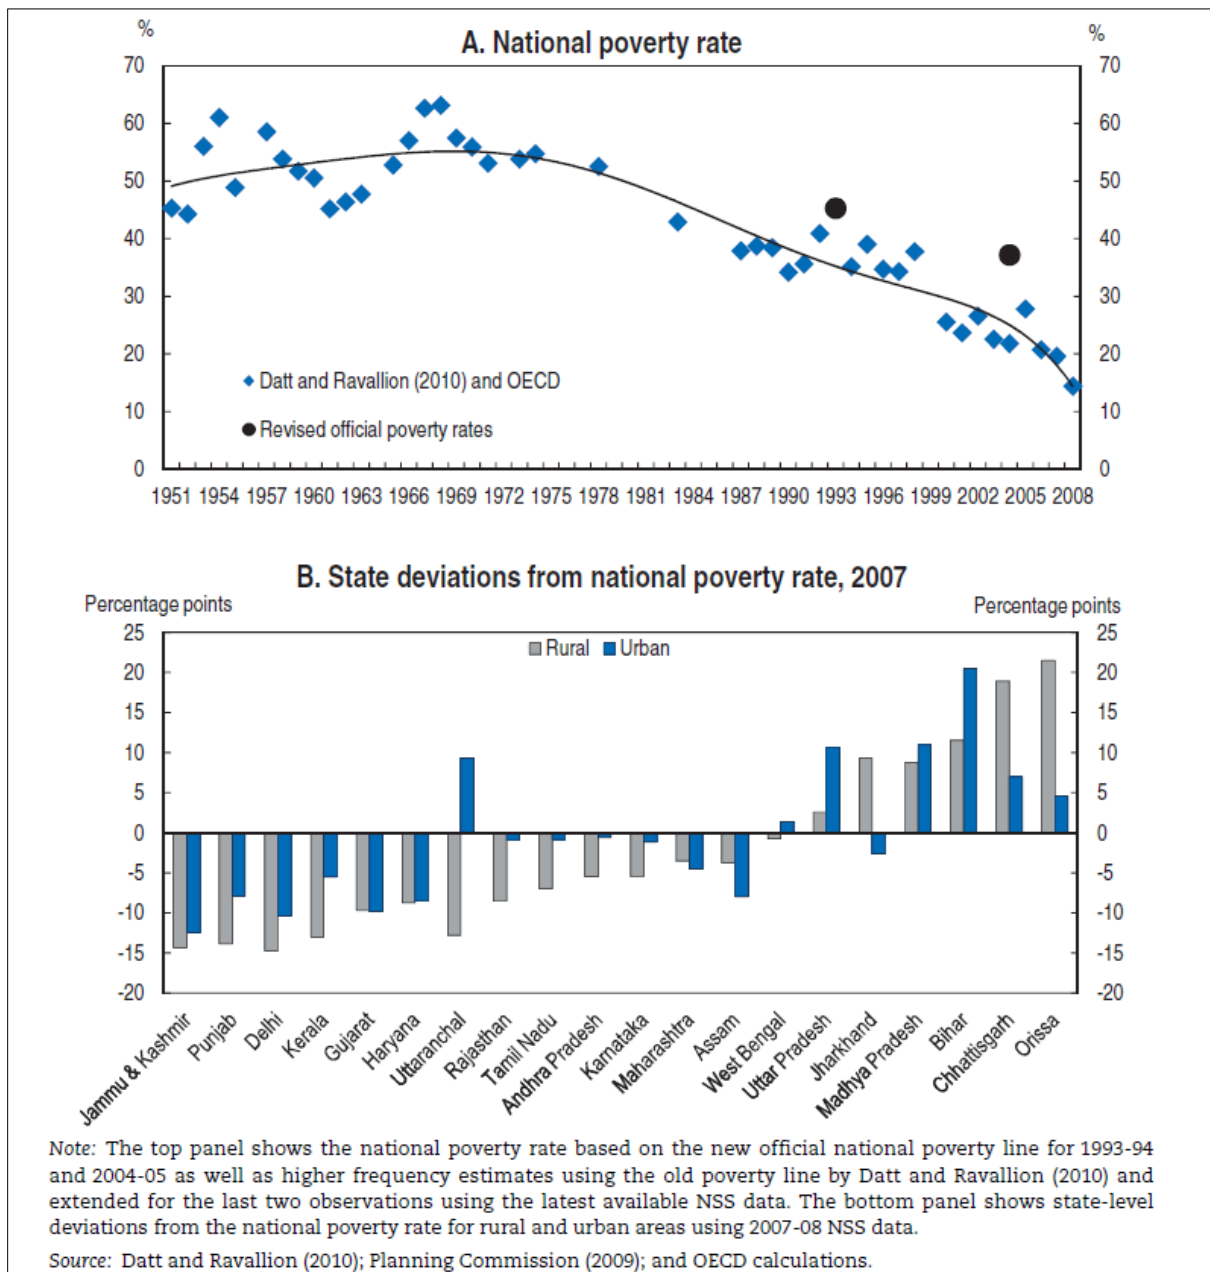 A. National poverty rate
% %
70 70
60 60
50 50
40 40
30 30
20 20
10 10
0 0
Datt and Ravallion (2010) and OECD
Revised official poverty rates
1951 1954 1957 1960 1963 1966 1969 1972 1975 1978 1981 1984 1987 1990 1993 1996 1999 2002 2005 2008
B. State deviations from national poverty rate, 2007
Percentage points Percentage points
Rural Urban
25 25
20 20
15 15
10 10
5 5
0 0
-5 -5
-10 -10
-15 -15
-20 -20
Jammu & Kashmir
Punjab
Delhi
Kerala
Gujarat
Haryana
Uttaranchal
Rajasthan
Tamil Nadu
Andhra Pradesh
Karnataka
Maharashtra
Assam
West Bengal
Uttar Pradesh
Jharkhand
Madhya Pradesh
Bihar
Chhattisgarh
Orissa
Note: The top panel shows the national poverty rate based on the new official national poverty line for 1993-94
and 2004-05 as well as higher frequency estimates using the old poverty line by Datt and Ravallion (2010) and
extended for the last two observations using the latest available NSS data. The bottom panel shows state-level
deviations from the national poverty rate for rural and urban areas using 2007-08 NSS data.
Source: Datt and Ravallion (2010); Planning Commission (2009); and OECD calculations.